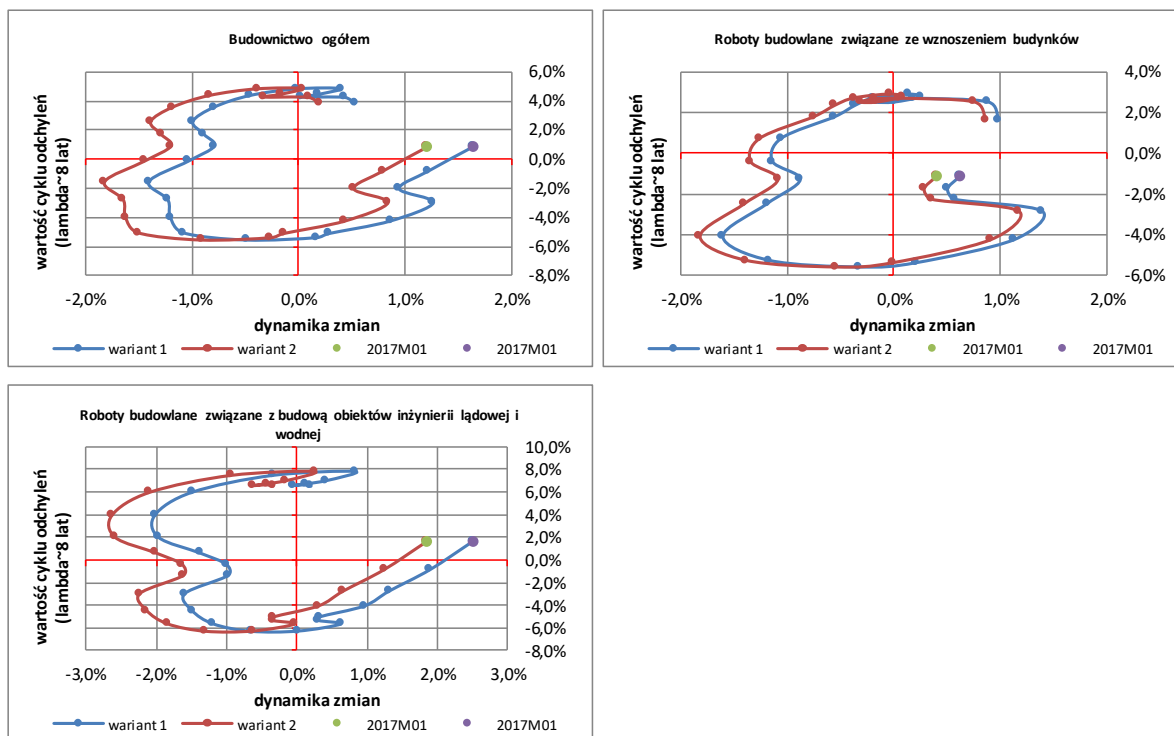 Budownictwo ogółem
6,0%
4,0%
2,0%
0,0%
-2,0%
-4,0%
-6,0%
-8,0%
wartość cyklu odchyleń
(lambda~8 lat)
-2,0% -1,0% 0,0% 1,0% 2,0%
dynamika zmian
wariant 1 wariant 2 2017M01 2017M01
Roboty budowlane związane ze wznoszeniem budynków
4,0%
2,0%
0,0%
-2,0%
-4,0%
-6,0%
wartość cyklu odchyleń
(lambda~8 lat)
-2,0% -1,0% 0,0% 1,0% 2,0%
dynamika zmian
wariant 1 wariant 2 2017M01 2017M01
Roboty budowlane związane z budową obiektów inżynierii lądowej i
wodnej
10,0%
8,0%
6,0%
4,0%
2,0%
0,0%
-2,0%
-4,0%
-6,0%
-8,0%
wartość cyklu odchyleń
(lambda~8 lat)
-3,0% -2,0% -1,0% 0,0% 1,0% 2,0% 3,0%
dynamika zmian
wariant 1 wariant 2 2017M01 2017M01